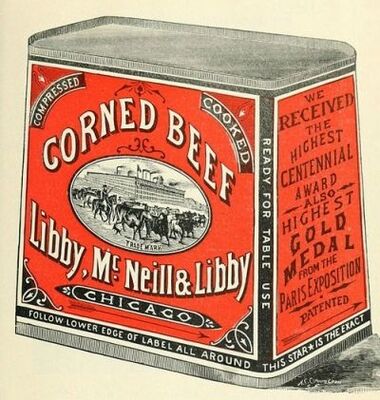 COMPRESSED
COOKED
CORNED BEEF
TRADE MARK
Libby, Mc Neill & Libby
CHICAGO
FOLLOW LOWER EDGE OF LABEL ALL AROUND THIS STAR ★ IS THE EXACT
READY FOR TABLE USE
WE
RECEIVED
THE
HIGHEST
CENTENNIAL
AWARD
ALSO
HIGHEST
GOLD
MEDAL
FROM THE
PARIS EXPOSITION
PATENTED